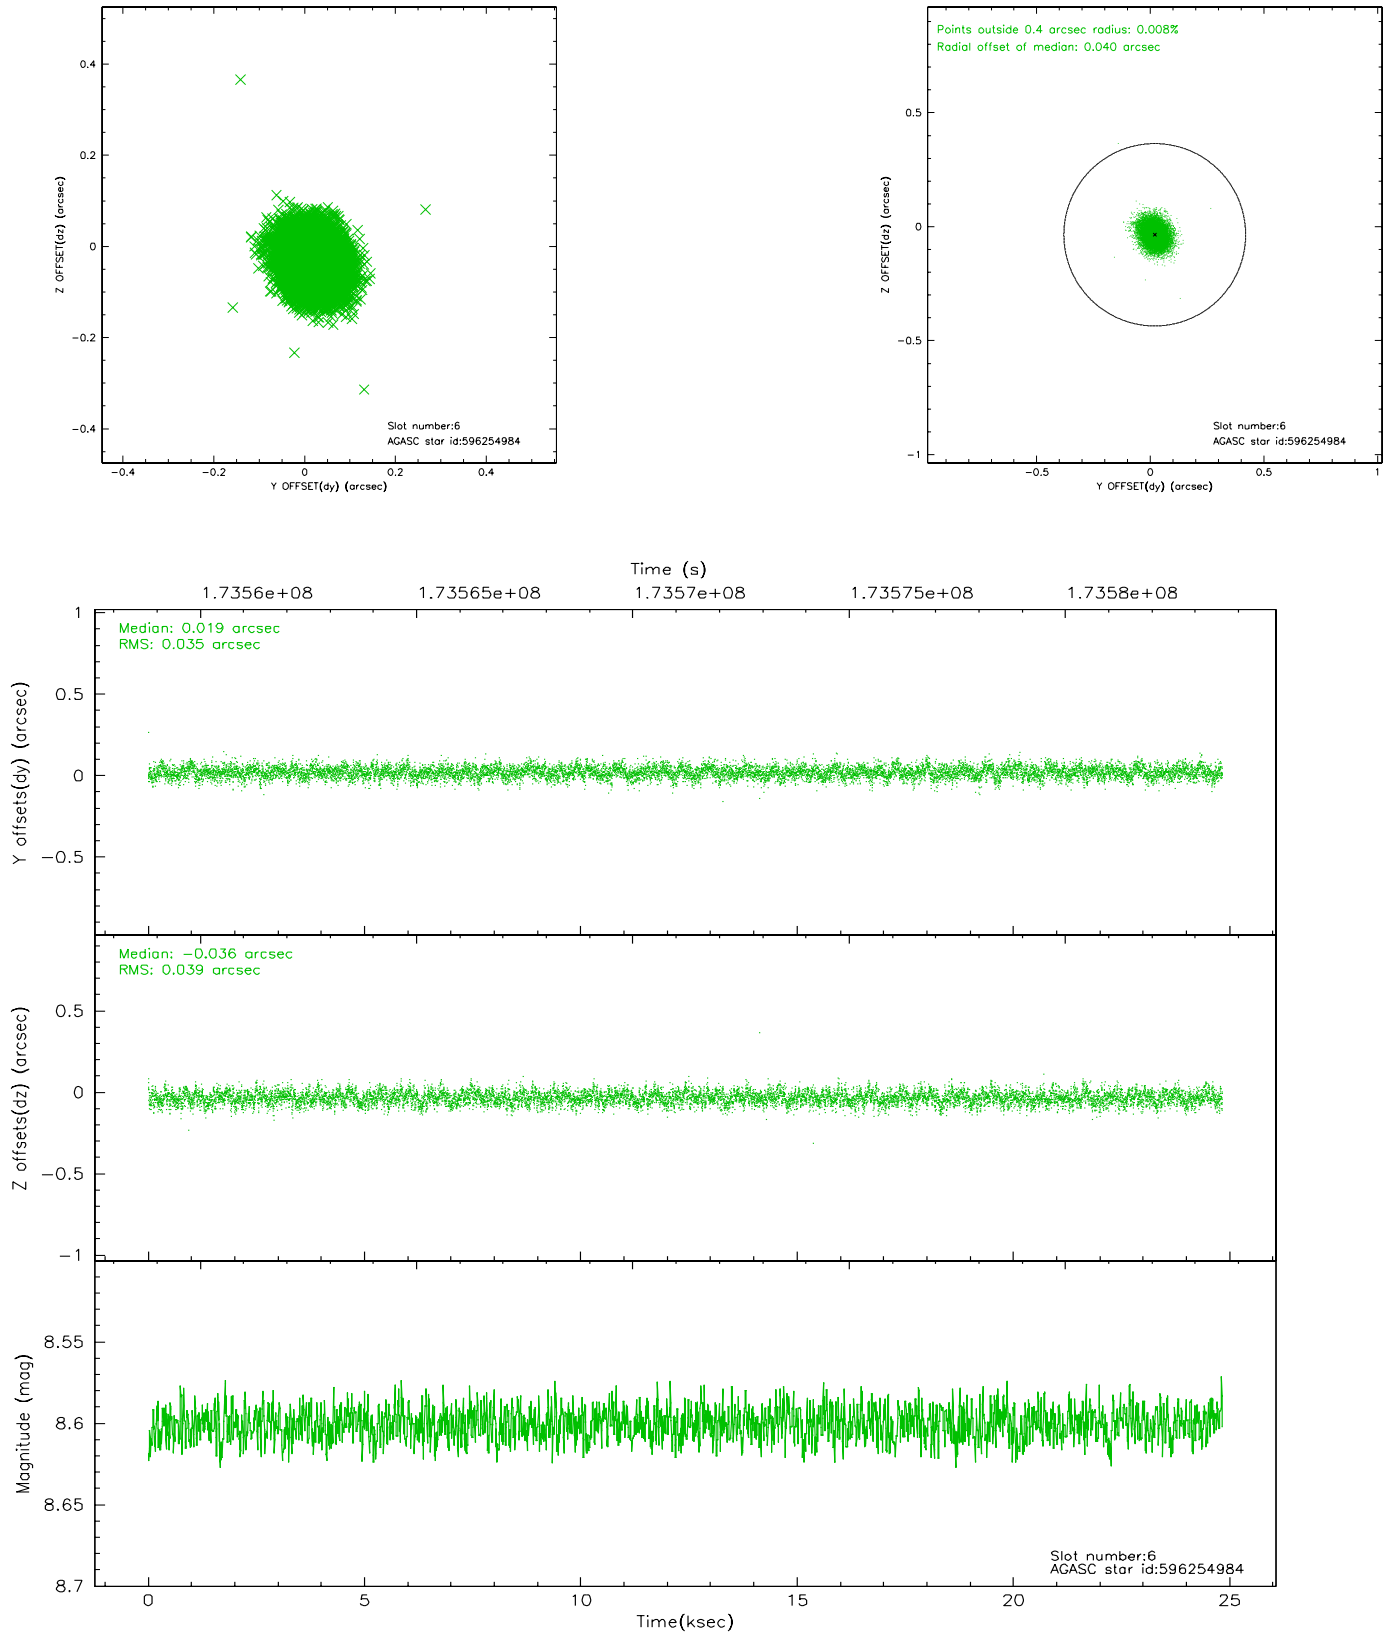 0.4
0.2
0
-0.2
-0.4
Z OFFSET(dz) (arcsec)
Slot number:6
AGASC star id:596254984
-0.4 -0.2 0 0.2 0.4
Y OFFSET(dy) (arcsec)
Points outside 0.4 arcsec radius: 0.008%
Radial offset of median: 0.040 arcsec
0.5
0
-0.5
-1
Z OFFSET(dz) (arcsec)
Slot number:6
AGASC star id:596254984
-0.5 0 0.5 1
Y OFFSET(dy) (arcsec)
Time (s)
1.7356e+08 1.73565e+08 1.7357e+08 1.73575e+08 1.7358e+08
Median: 0.019 arcsec
RMS: 0.035 arcsec
1
0.5
0
-0.5
Y offsets(dy) (arcsec)
Median: -0.036 arcsec
RMS: 0.039 arcsec
0.5
0
-0.5
-1
Z offsets(dz) (arcsec)
8.55
8.6
8.65
8.7
Magnitude (mag)
Slot number:6
AGASC star id:596254984
0 5 10 15 20 25
Time(ksec)